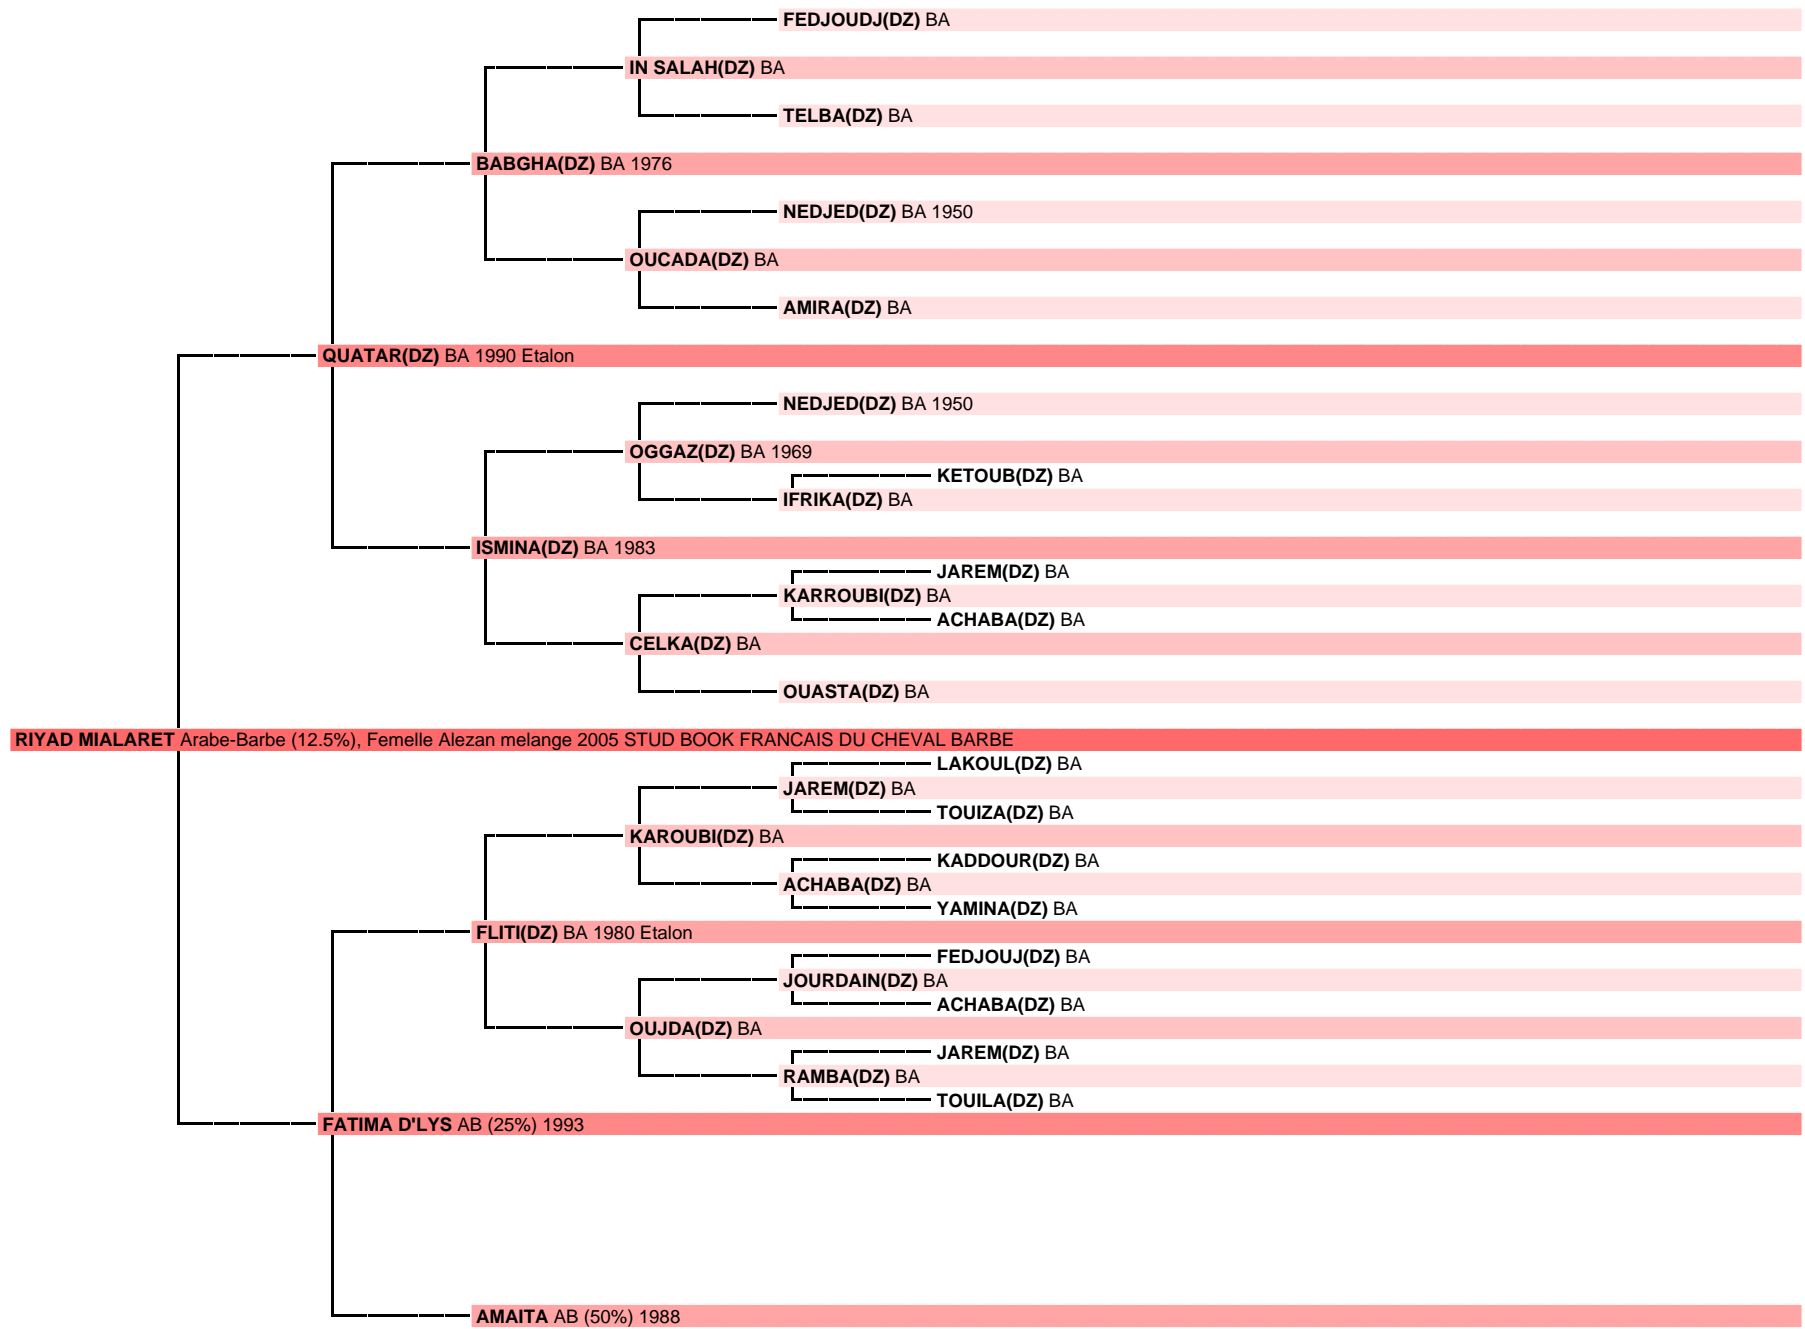 FEDJOUDJ(DZ) BA
IN SALAH(DZ) BA
TELBA(DZ) BA
BABGHA(DZ) BA 1976
NEDJED(DZ) BA 1950
OUCADA(DZ) BA
AMIRA(DZ) BA
QUATAR(DZ) BA 1990 Etalon
NEDJED(DZ) BA 1950
OGGAZ(DZ) BA 1969
KETOUB(DZ) BA
IFRIKA(DZ) BA
ISMINA(DZ) BA 1983
JAREM(DZ) BA
KARROUBI(DZ) BA
ACHABA(DZ) BA
CELKA(DZ) BA
OUASTA(DZ) BA
RIYAD MIALARET Arabe-Barbe (12.5%), Femelle Alezan melange 2005 STUD BOOK FRANCAIS DU CHEVAL BARBE
LAKOUL(DZ) BA
JAREM(DZ) BA
TOUIZA(DZ) BA
KAROUBI(DZ) BA
KADDOUR(DZ) BA
ACHABA(DZ) BA
YAMINA(DZ) BA
FLITI(DZ) BA 1980 Etalon
FEDJOUJ(DZ) BA
JOURDAIN(DZ) BA
ACHABA(DZ) BA
OUJDA(DZ) BA
JAREM(DZ) BA
RAMBA(DZ) BA
TOUILA(DZ) BA
FATIMA D'LYS AB (25%) 1993
AMAITA AB (50%) 1988